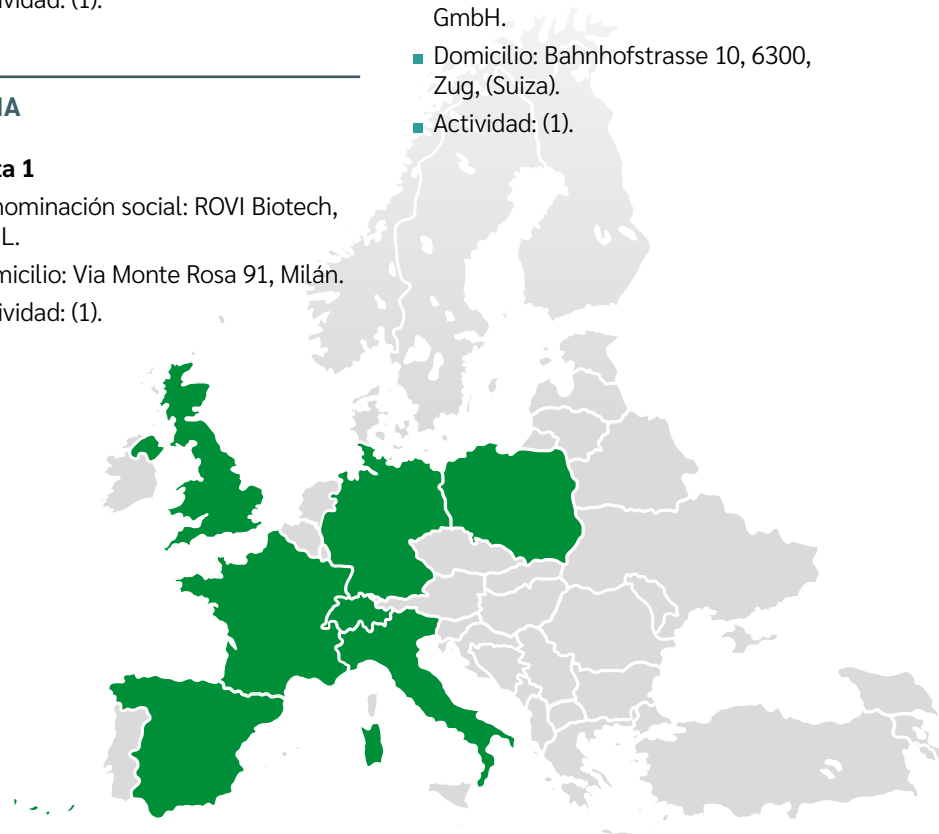 vidad: (1).
IA
ta 1
nominación social: ROVI Biotech,
L.
micilio: Via Monte Rosa 91, Milán.
ividad: (1).
GmbH.
Domicilio: Bahnhofstrasse 10, 6300,
Zug, (Suiza).
Actividad: (1).